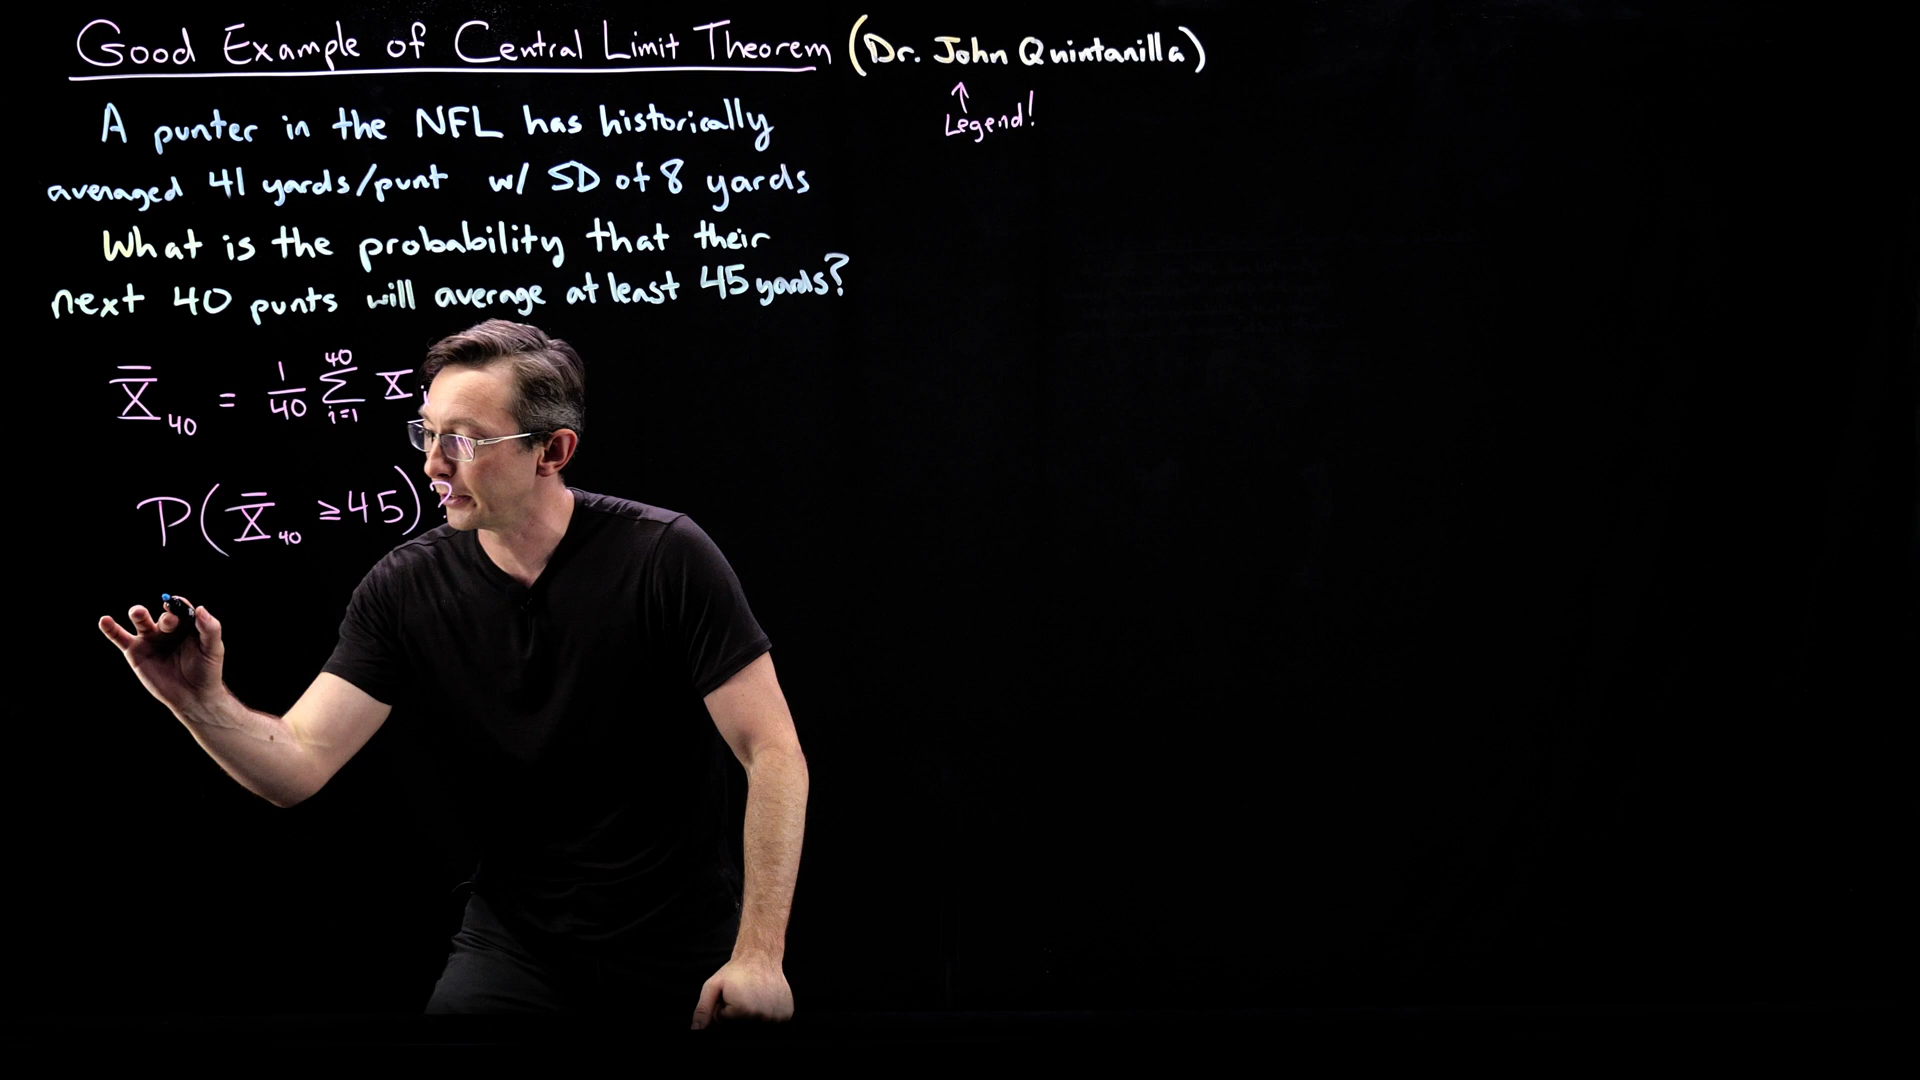 Good Example of Central Limit Theorem (Dr. John Quintanilla)
↑
Legend!
A punter in the NFL has historically
averaged 41 yards/punt w/ SD of 8 yards
What is the probability that their
next 40 punts will average at least 45 yards?
X̄₄₀ = 1/40 ∑ᵢ₌₁⁴⁰ Xᵢ
P(X̄₄₀ ≥ 45)?